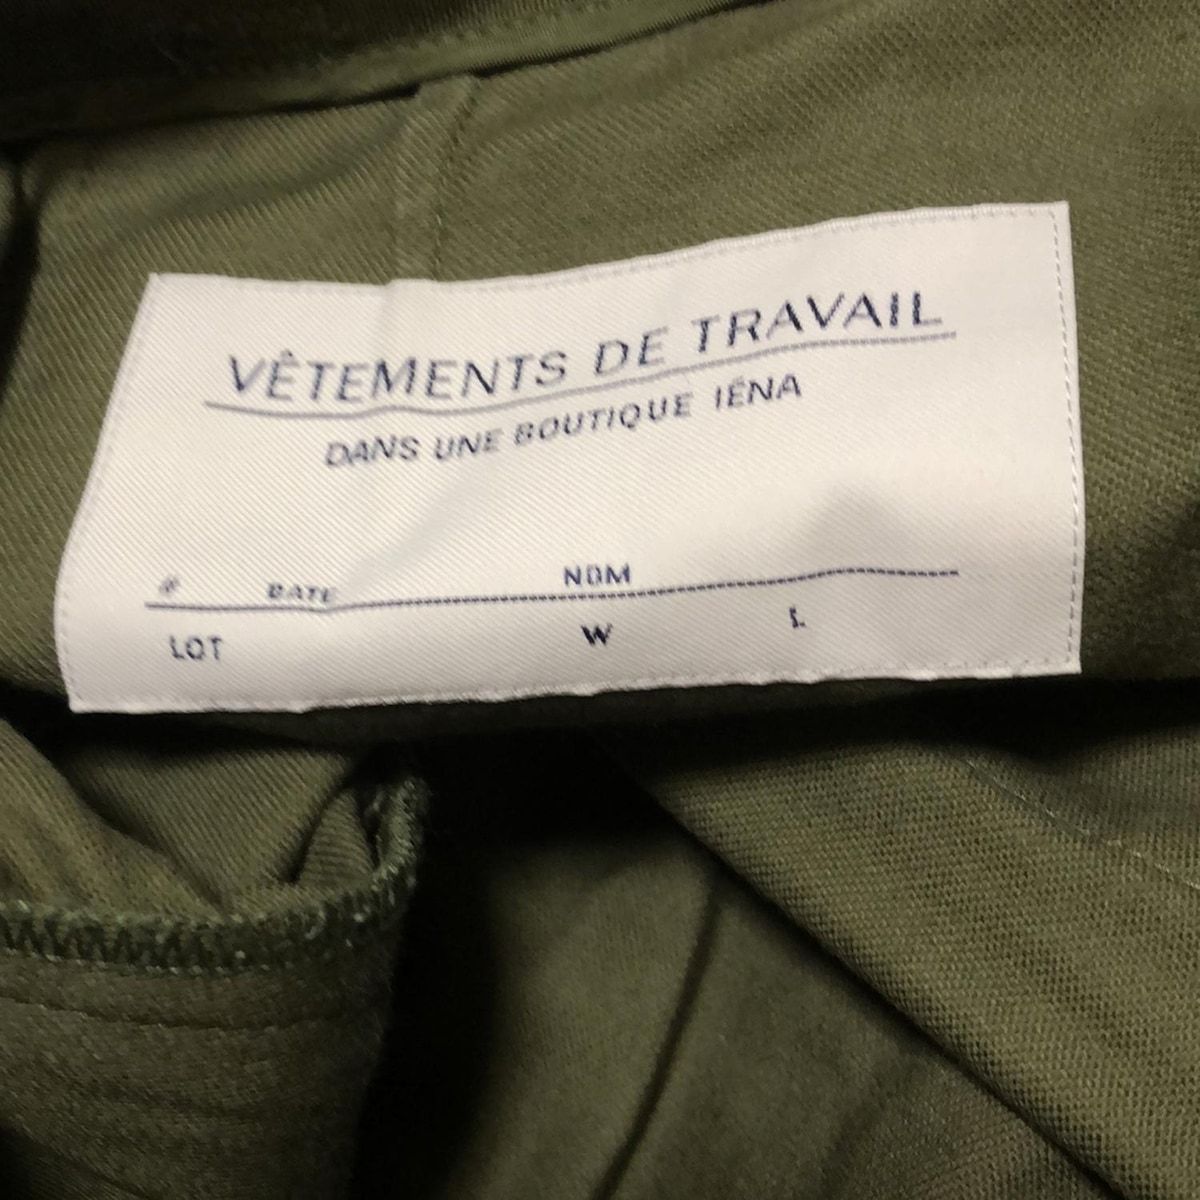 VÊTEMENTS DE TRAVAIL
DANS UNE BOUTIQUE IÉNA
# DATE NOM
LOT W L